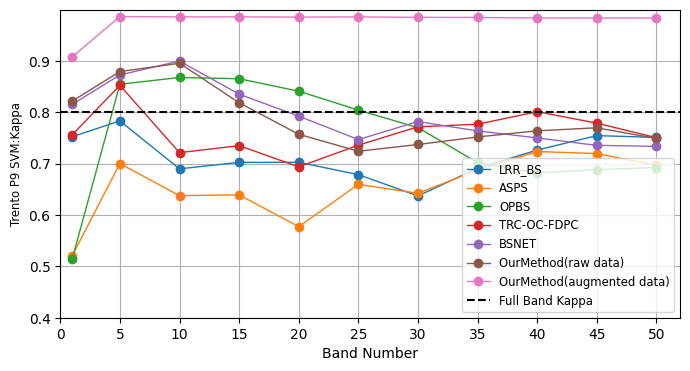 Trento P9 SVM:Kappa
0.9
0.8
0.7
0.6
0.5
0.4
0 5 10 15 20 25 30 35 40 45 50
Band Number
LRR_BS
ASPS
OPBS
TRC-OC-FDPC
BSNET
OurMethod(raw data)
OurMethod(augmented data)
Full Band Kappa